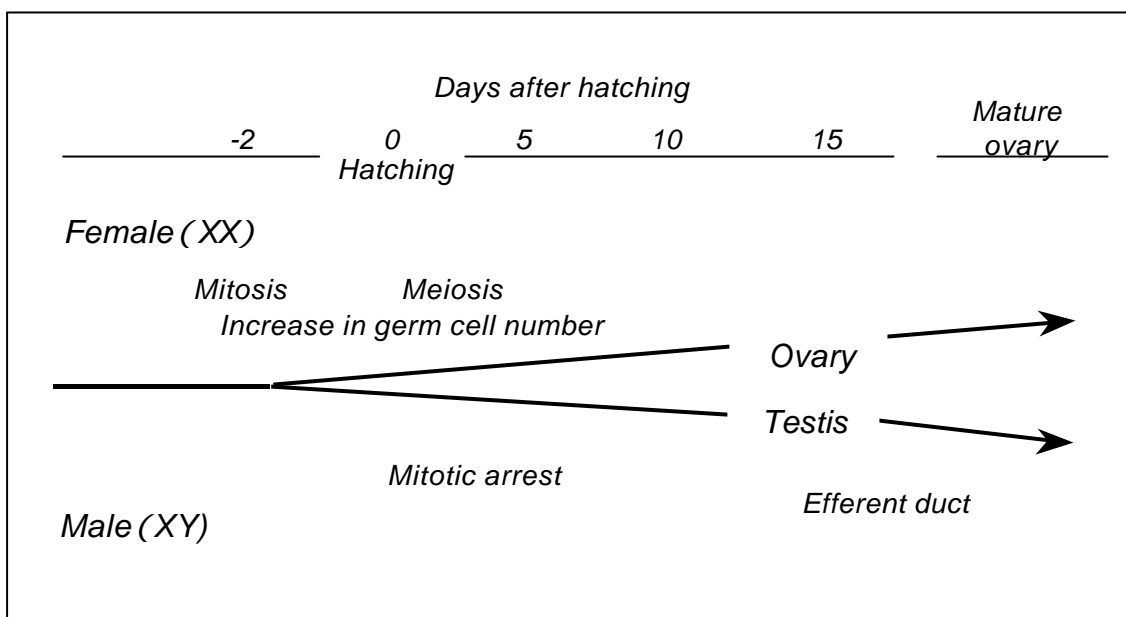 Days after hatching
-2 0 5 10 15
Mature
ovary
Hatching
Female (XX)
Mitosis Meiosis
Increase in germ cell number
Ovary
Testis
Mitotic arrest
Efferent duct
Male (XY)